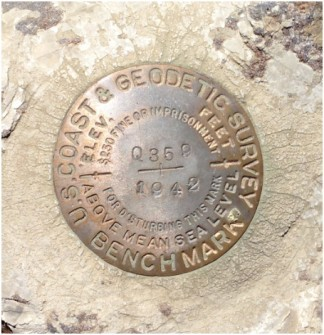 U.S. COAST & GEODETIC SURVEY
BENCH MARK
ELEV.
FEET
ABOVE MEAN SEA LEVEL
$250 FINE OR IMPRISONMENT
FOR DISTURBING THIS MARK
1942